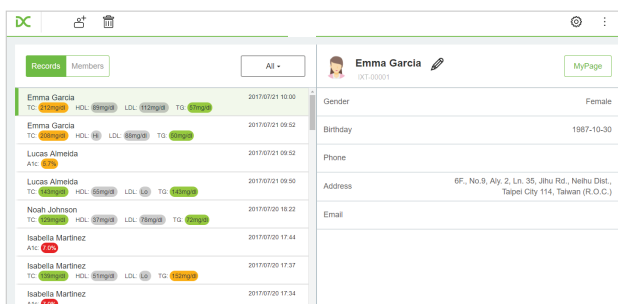 DC
Records Members All
Emma Garcia 2017/07/21 10:00
TC: 212mg/dl HDL: 89mg/dl LDL: 112mg/dl TG: 57mg/dl
Emma Garcia 2017/07/21 09:52
TC: 208mg/dl HDL: Hi LDL: 68mg/dl TG: 50mg/dl
Lucas Almeida 2017/07/21 09:52
A1c: 5.7%
Lucas Almeida 2017/07/21 09:50
TC: 143mg/dl HDL: 55mg/dl LDL: Lo TG: 143mg/dl
Noah Johnson 2017/07/20 18:22
TC: 129mg/dl HDL: 37mg/dl LDL: 78mg/dl TG: 72mg/dl
Isabella Martinez 2017/07/20 17:44
A1c: 7.0%
Isabella Martinez 2017/07/20 17:37
TC: 139mg/dl HDL: 51mg/dl LDL: Lo TG: 152mg/dl
Isabella Martinez 2017/07/20 17:34
A1c:
Emma Garcia MyPage
IXT-00001
Gender Female
Birthday 1987-10-30
Phone
Address 6F., No.9, Aly. 2, Ln. 35, Jihu Rd., Neihu Dist.,
Taipei City 114, Taiwan (R.O.C.)
Email